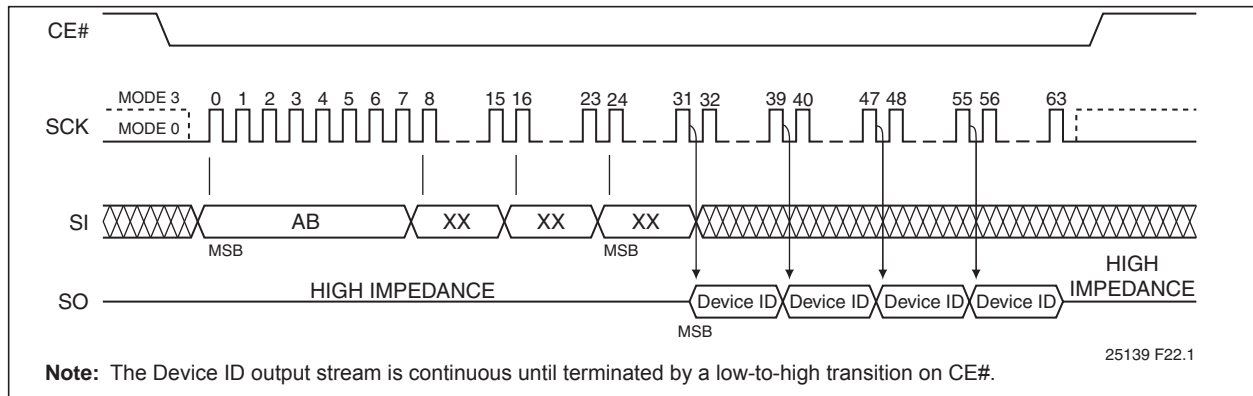 CE#
MODE 3
0 1 2 3 4 5 6 7 8 15 16 23 24 31 32 39 40 47 48 55 56 63
SCK
MODE 0
SI
AB
XX
XX
XX
MSB
MSB
HIGH IMPEDANCE
SO
HIGH IMPEDANCE
Device ID
Device ID
Device ID
Device ID
MSB
25139 F22.1
Note: The Device ID output stream is continuous until terminated by a low-to-high transition on CE#.